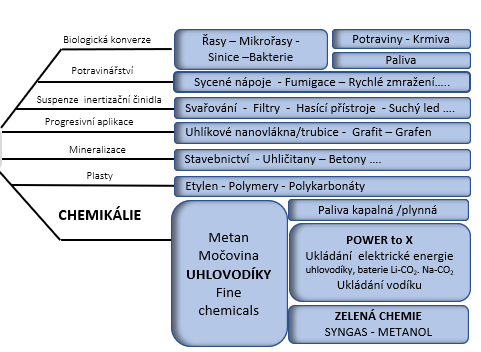 Biologická konverze
Řasy – Mikrořasy -
Sinice –Bakterie
Potraviny - Krmiva
Paliva
Potravinářství
Sycené nápoje - Fumigace – Rychlé zmražení…..
Suspenze inertizační činidla
Svařování - Filtry - Hasící přístroje - Suchý led ….
Progresivní aplikace
Uhlíkové nanovlákna/trubice - Grafit – Grafen
Mineralizace
Stavebnictví - Uhličitany – Betony ….
Plasty
Etylen - Polymery - Polykarbonáty
CHEMIKÁLIE
Metan
Močovina
UHLOVODÍKY
Fine
chemicals
Paliva kapalná /plynná
POWER to X
Ukládání elektrické energie
uhlovodíky, baterie Li-CO₂. Na-CO₂
Ukládání vodíku
ZELENÁ CHEMIE
SYNGAS - METANOL